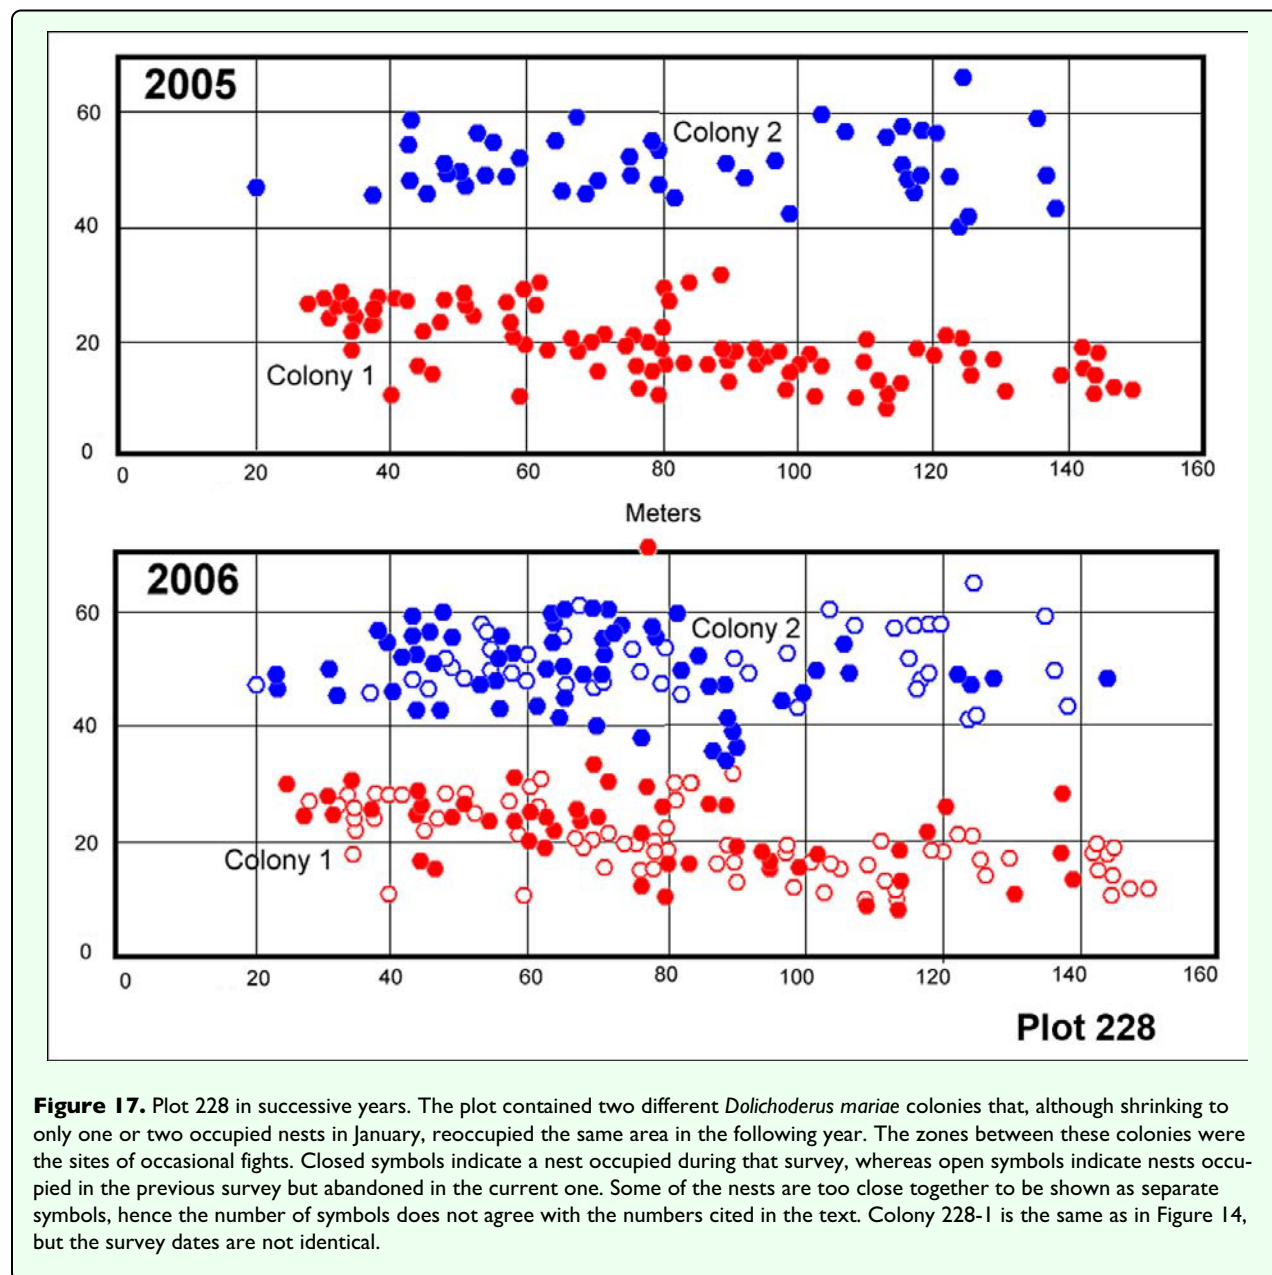 2005
60
Colony 2
40
20
Colony 1
0
0 20 40 60 80 100 120 140 160
Meters
2006
60
Colony 2
40
20
Colony 1
0
0 20 40 60 80 100 120 140 160
Plot 228
Figure 17. Plot 228 in successive years. The plot contained two different Dolichoderus mariae colonies that, although shrinking to
only one or two occupied nests in January, reoccupied the same area in the following year. The zones between these colonies were
the sites of occasional fights. Closed symbols indicate a nest occupied during that survey, whereas open symbols indicate nests occu-
pied in the previous survey but abandoned in the current one. Some of the nests are too close together to be shown as separate
symbols, hence the number of symbols does not agree with the numbers cited in the text. Colony 228-1 is the same as in Figure 14,
but the survey dates are not identical.